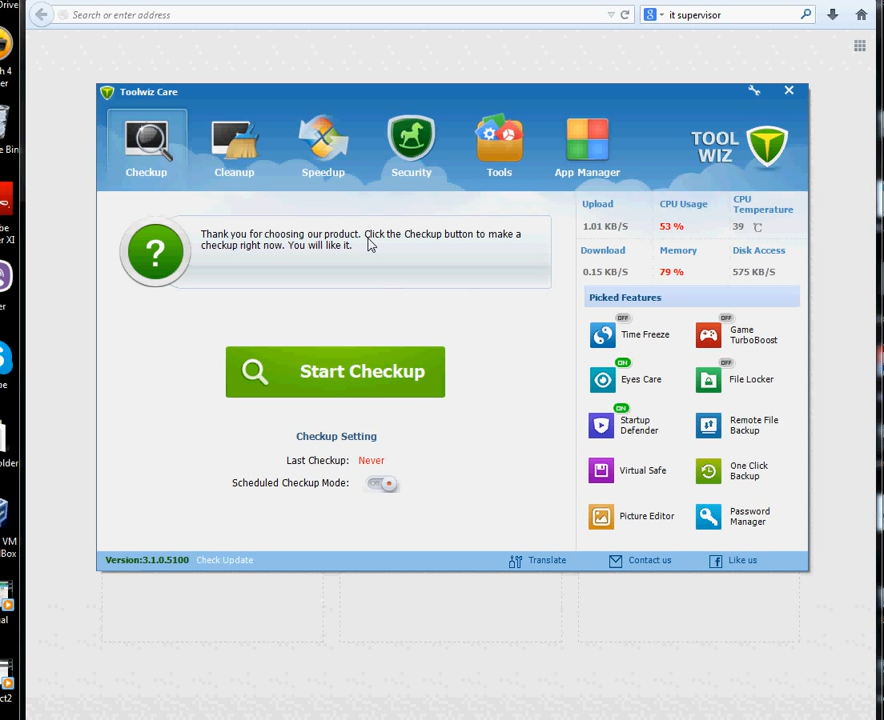 Drive
Search or enter address
it supervisor
Toolwiz Care
Checkup
Cleanup
Speedup
Security
Tools
App Manager
TOOL
WIZ
Thank you for choosing our product. Click the Checkup button to make a
checkup right now. You will like it.
Upload
CPU Usage
CPU
Temperature
1.01 KB/S
53 %
39 ℃
Download
Memory
Disk Access
0.15 KB/S
79 %
575 KB/S
Picked Features
OFF
Time Freeze
OFF
Game
TurboBoost
ON
Eyes Care
OFF
File Locker
ON
Startup
Defender
Remote File
Backup
Virtual Safe
One Click
Backup
Picture Editor
Password
Manager
Start Checkup
Checkup Setting
Last Checkup: Never
Scheduled Checkup Mode:
Version:3.1.0.5100 Check Update
Translate
Contact us
Like us